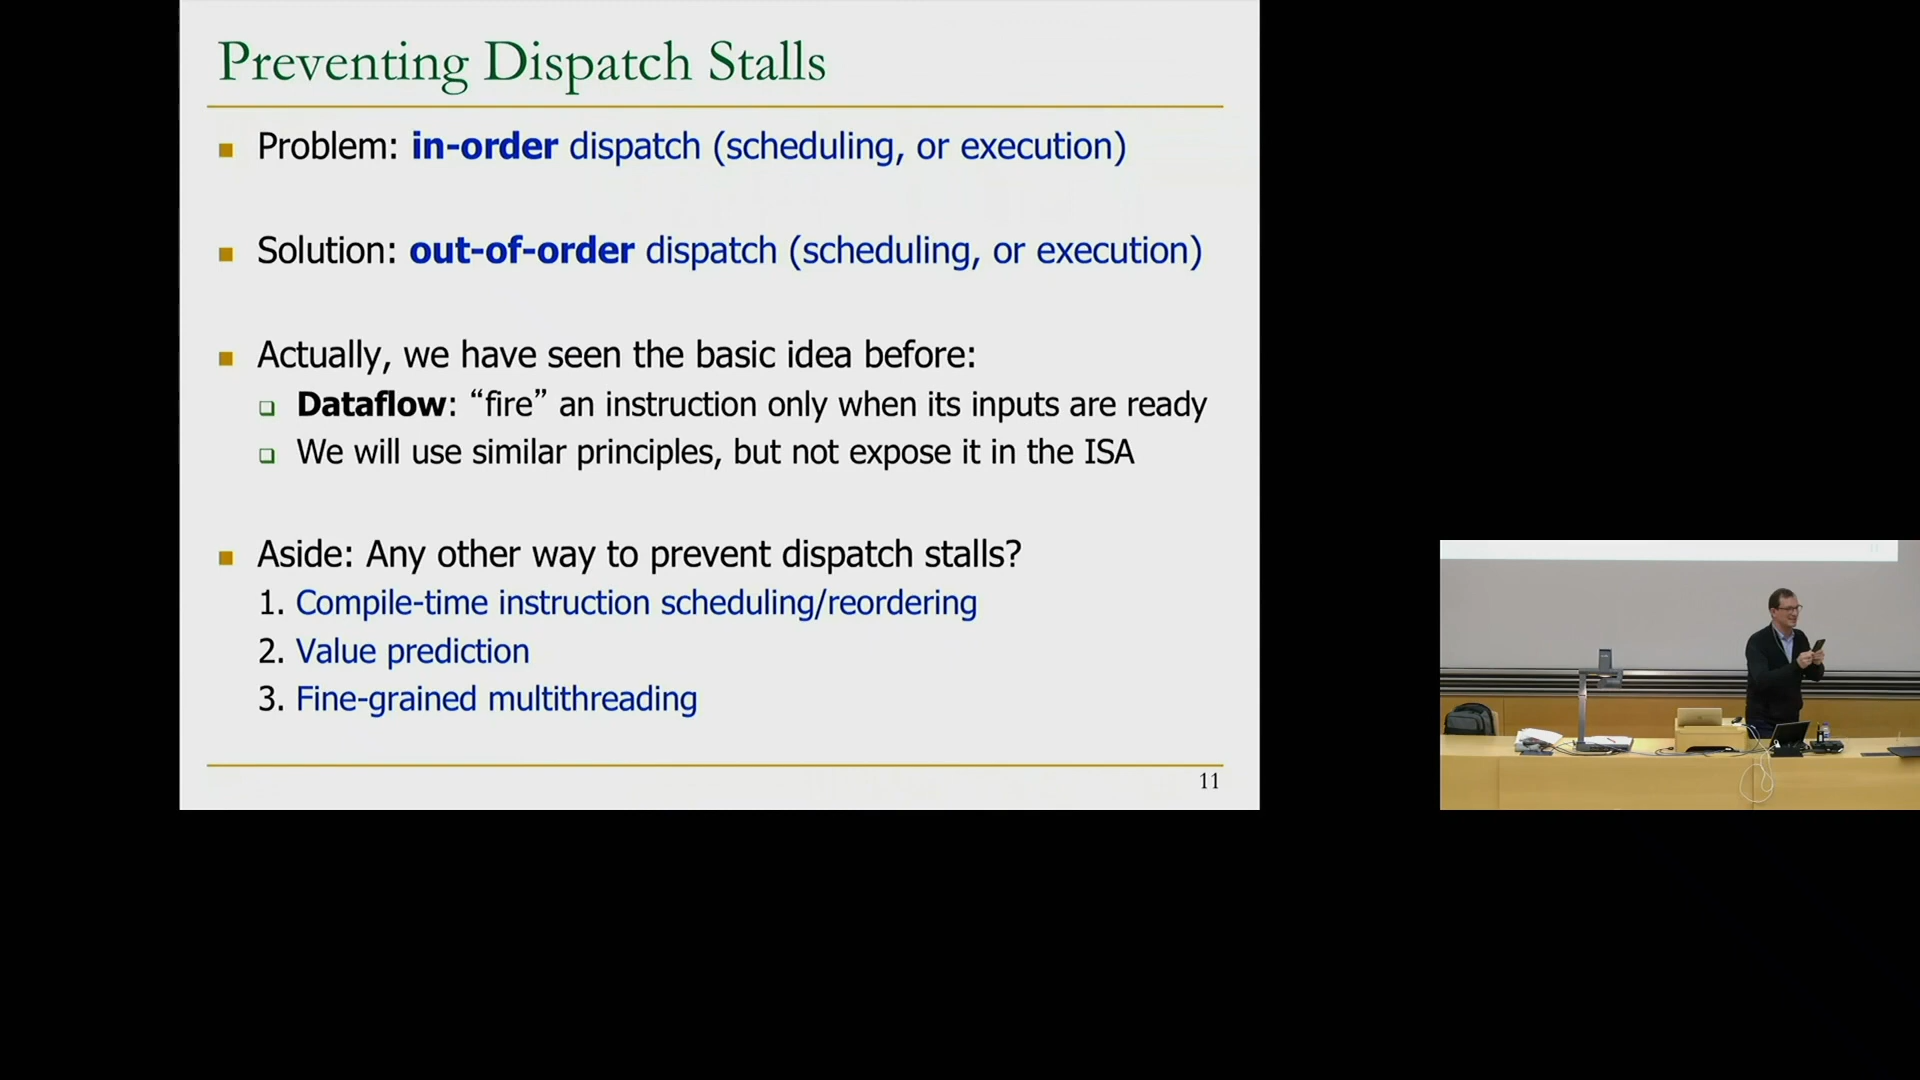 Preventing Dispatch Stalls
Problem: in-order dispatch (scheduling, or execution)
Solution: out-of-order dispatch (scheduling, or execution)
Actually, we have seen the basic idea before:
Dataflow: “fire” an instruction only when its inputs are ready
We will use similar principles, but not expose it in the ISA
Aside: Any other way to prevent dispatch stalls?
1. Compile-time instruction scheduling/reordering
2. Value prediction
3. Fine-grained multithreading
11